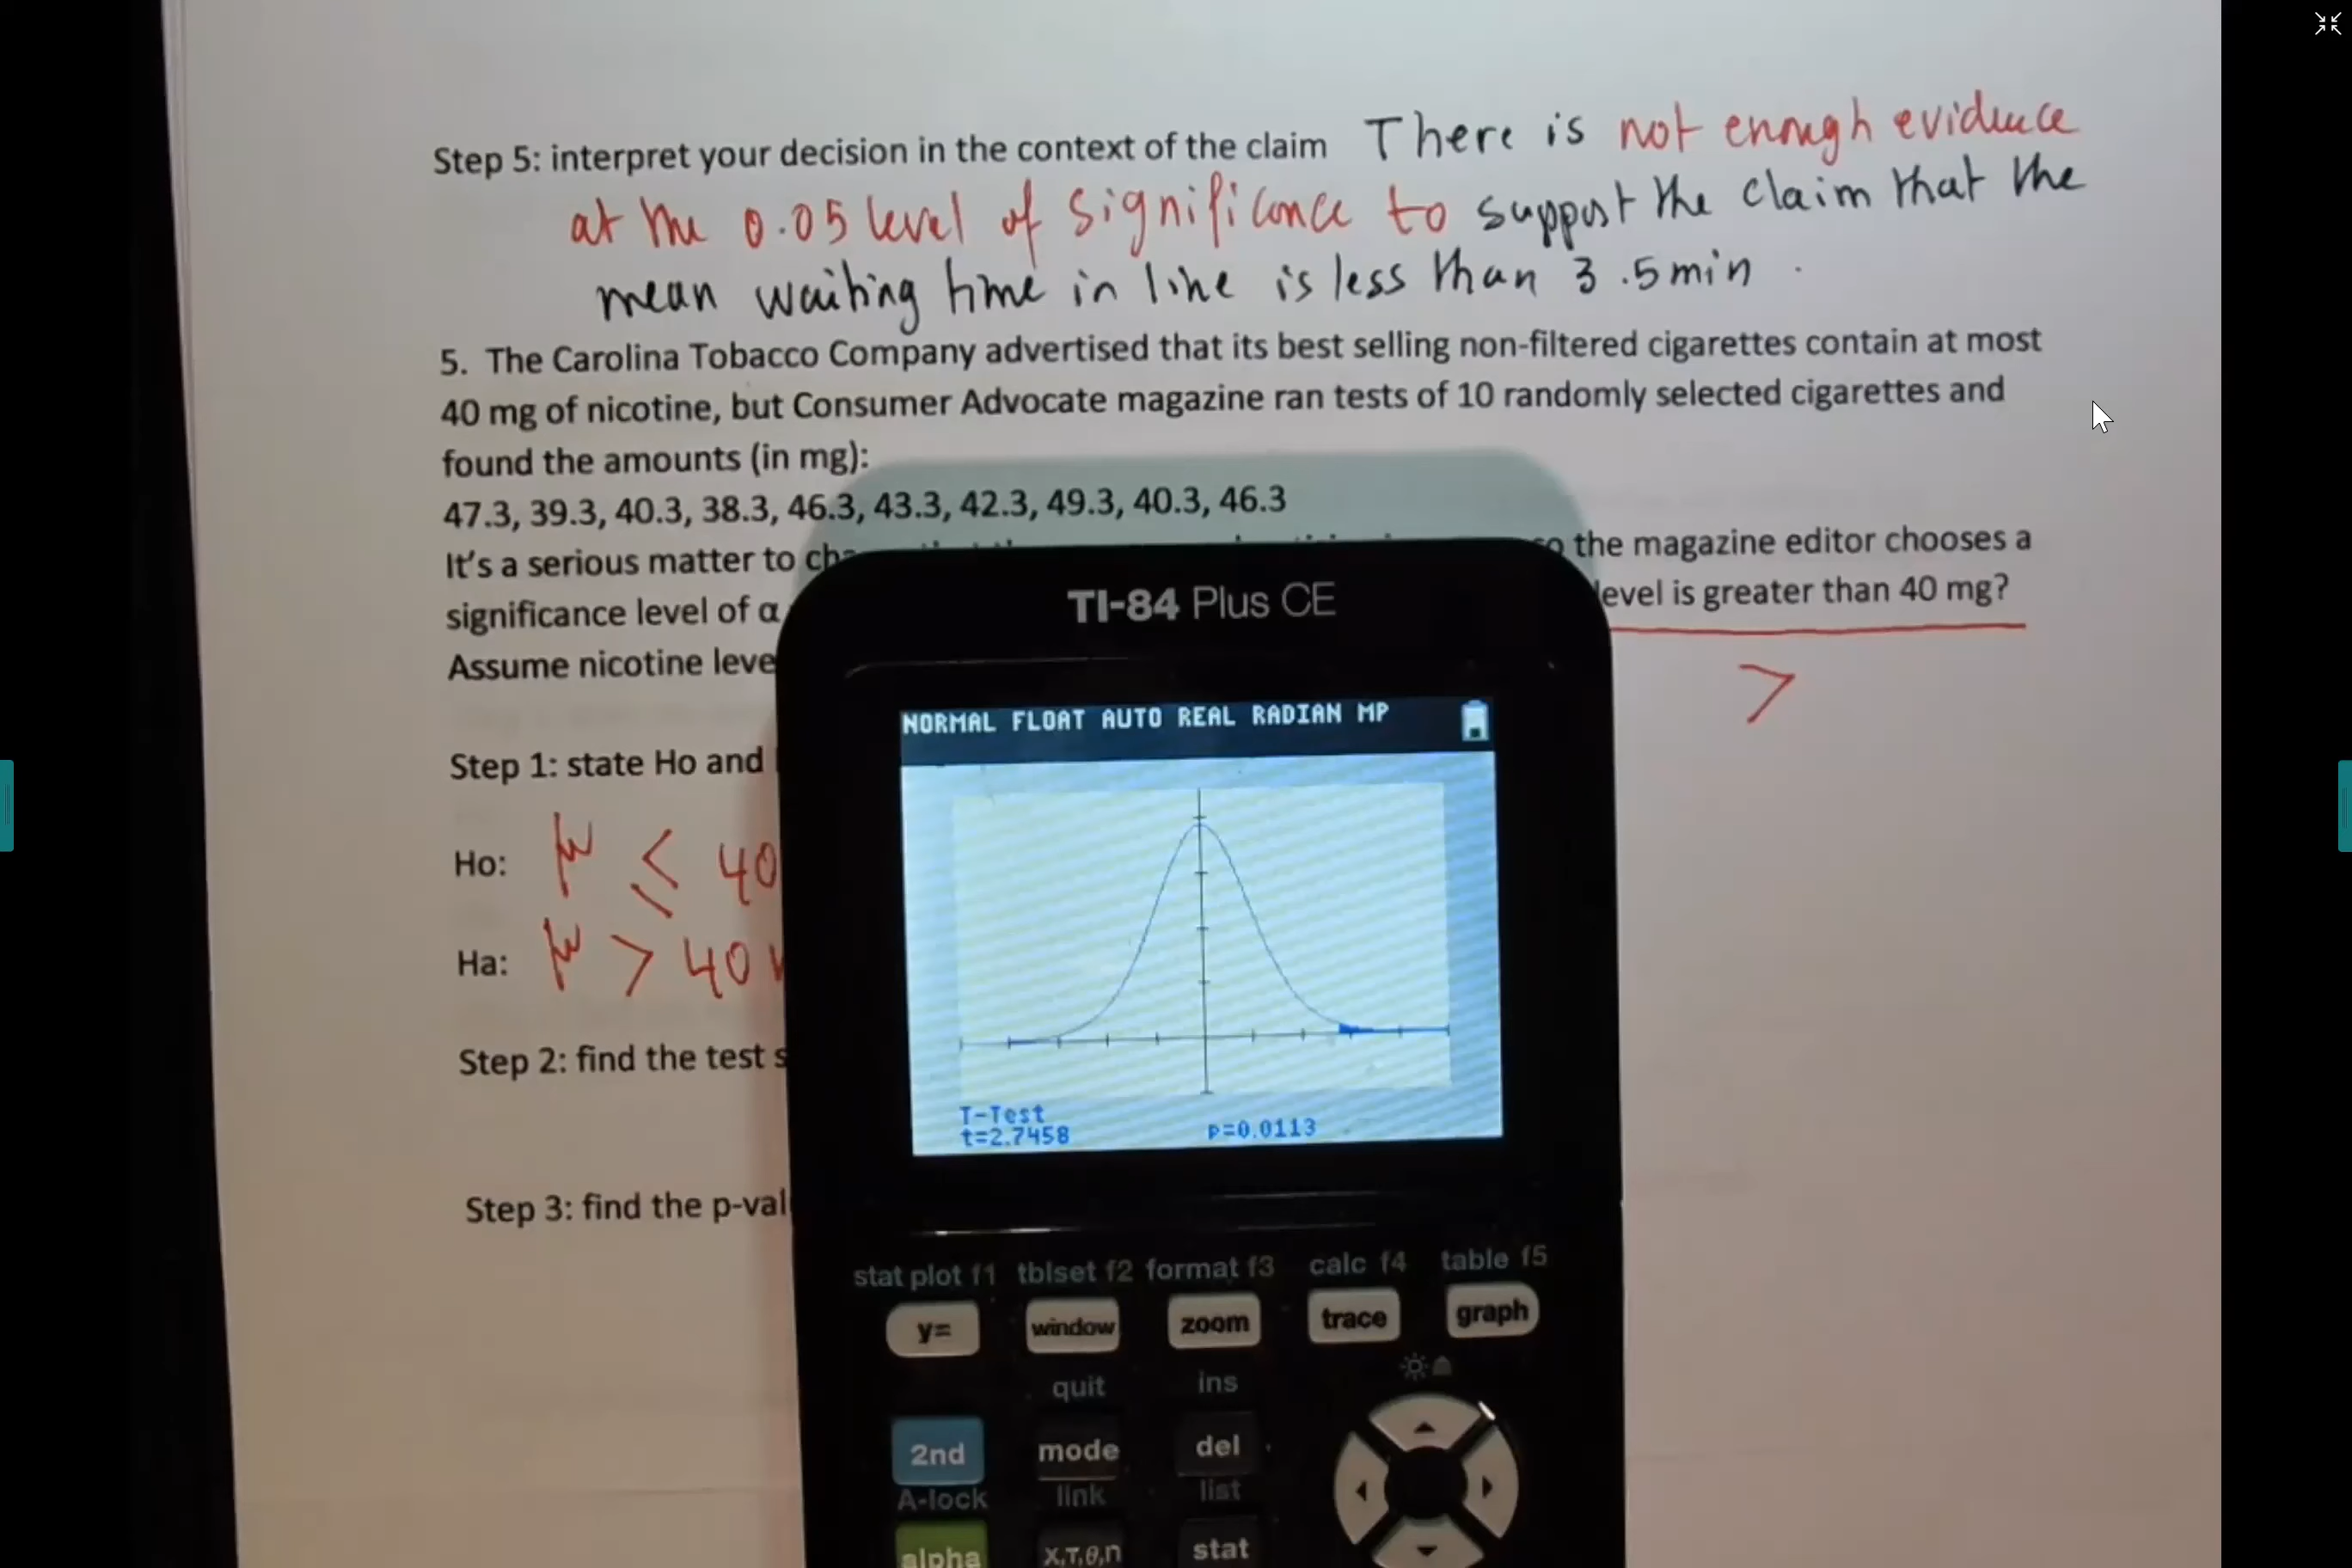 Step 5: interpret your decision in the context of the claim There is not enough evidence
at the 0.05 level of significance to support the claim that the
mean waiting time in line is less than 3.5 min.
5. The Carolina Tobacco Company advertised that its best selling non-filtered cigarettes contain at most
40 mg of nicotine, but Consumer Advocate magazine ran tests of 10 randomly selected cigarettes and
found the amounts (in mg):
47.3, 39.3, 40.3, 38.3, 46.3, 43.3, 42.3, 49.3, 40.3, 46.3
It's a serious matter to the magazine editor chooses a
significance level of α level is greater than 40 mg?
Assume nicotine
>
Step 1: state Ho and
Ho: μ ≤ 40
Ha: μ > 40
Step 2: find the test
Step 3: find the
TI-84 Plus CE
NORMAL FLOAT AUTO REAL RADIAN MP
T-Test
t=2.7458 p=0.0113
stat plot f1 tblset f2 format f3 calc f4 table f5
y= window zoom trace graph
quit ins
2nd mode del
A-lock link list
alpha X,T,θ,n stat